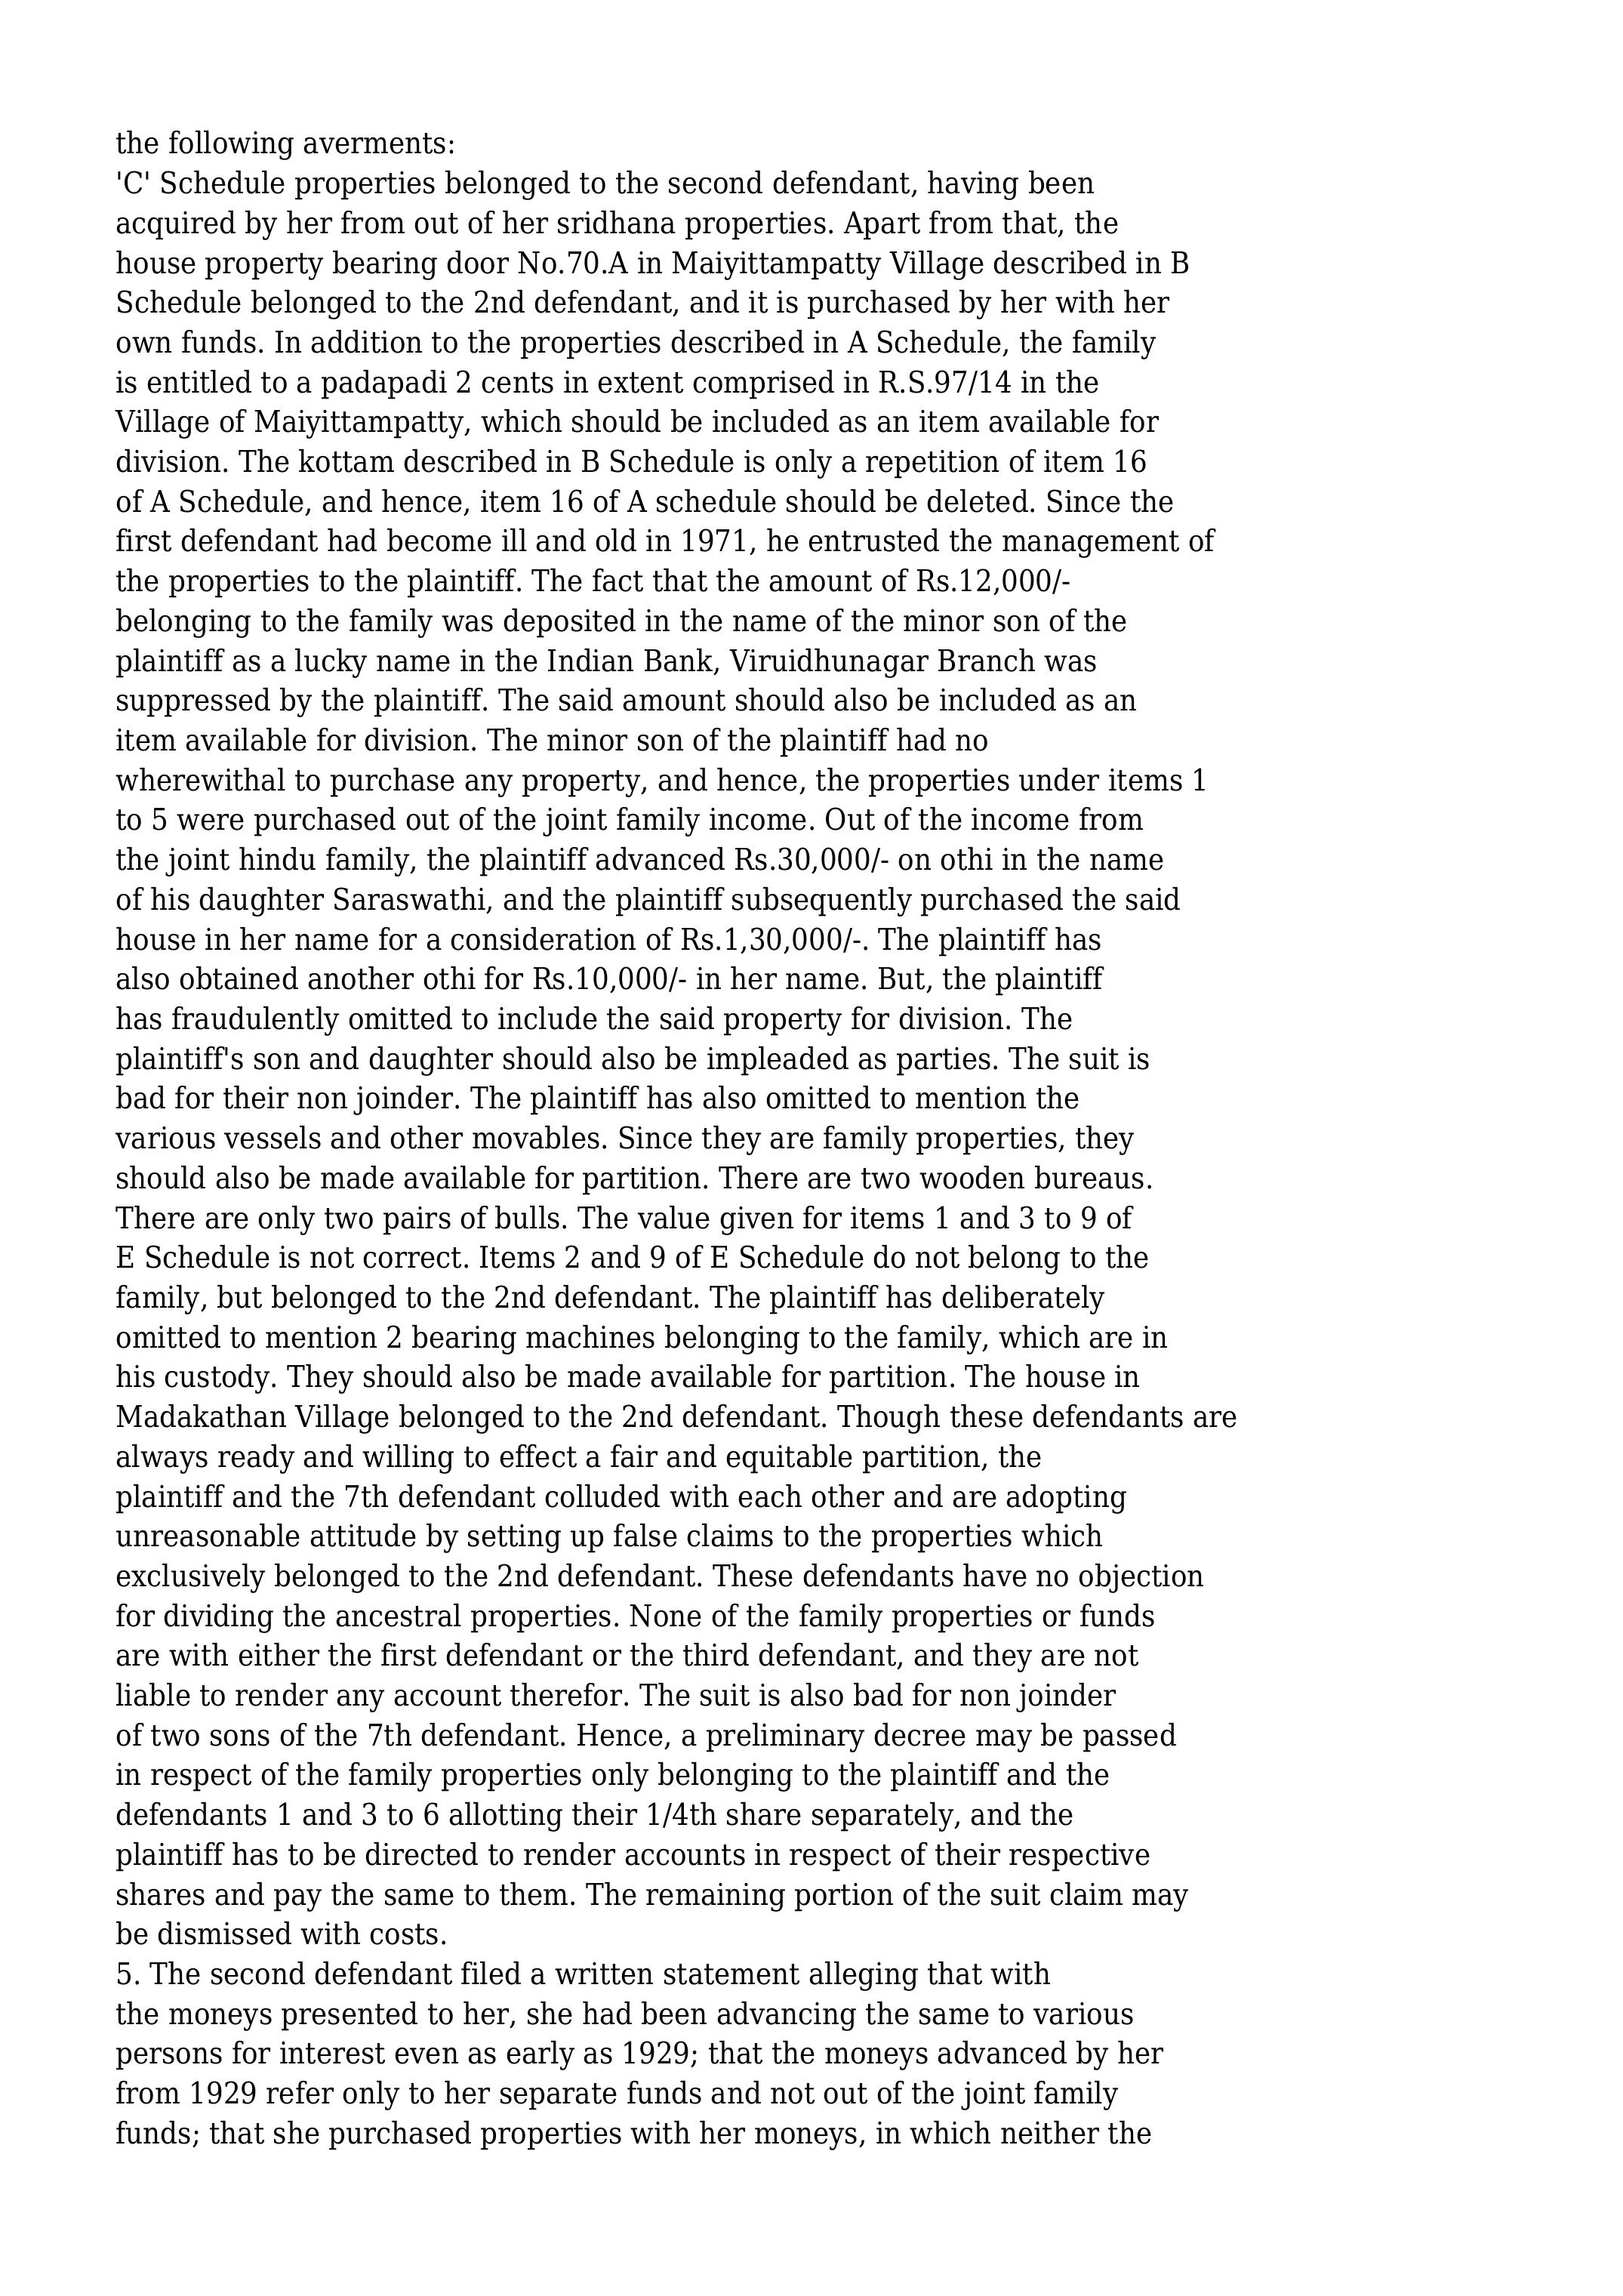 the following averments:
'C' Schedule properties belonged to the second defendant, having been
acquired by her from out of her sridhana properties. Apart from that, the
house property bearing door No.70.A in Maiyittampatty Village described in B
Schedule belonged to the 2nd defendant, and it is purchased by her with her
own funds. In addition to the properties described in A Schedule, the family
is entitled to a padapadi 2 cents in extent comprised in R.S.97/14 in the
Village of Maiyittampatty, which should be included as an item available for
division. The kottam described in B Schedule is only a repetition of item 16
of A Schedule, and hence, item 16 of A schedule should be deleted. Since the
first defendant had become ill and old in 1971, he entrusted the management of
the properties to the plaintiff. The fact that the amount of Rs.12,000/-
belonging to the family was deposited in the name of the minor son of the
plaintiff as a lucky name in the Indian Bank, Viruidhunagar Branch was
suppressed by the plaintiff. The said amount should also be included as an
item available for division. The minor son of the plaintiff had no
wherewithal to purchase any property, and hence, the properties under items 1
to 5 were purchased out of the joint family income. Out of the income from
the joint hindu family, the plaintiff advanced Rs.30,000/- on othi in the name
of his daughter Saraswathi, and the plaintiff subsequently purchased the said
house in her name for a consideration of Rs.1,30,000/-. The plaintiff has
also obtained another othi for Rs.10,000/- in her name. But, the plaintiff
has fraudulently omitted to include the said property for division. The
plaintiff's son and daughter should also be impleaded as parties. The suit is
bad for their non joinder. The plaintiff has also omitted to mention the
various vessels and other movables. Since they are family properties, they
should also be made available for partition. There are two wooden bureaus.
There are only two pairs of bulls. The value given for items 1 and 3 to 9 of
E Schedule is not correct. Items 2 and 9 of E Schedule do not belong to the
family, but belonged to the 2nd defendant. The plaintiff has deliberately
omitted to mention 2 bearing machines belonging to the family, which are in
his custody. They should also be made available for partition. The house in
Madakathan Village belonged to the 2nd defendant. Though these defendants are
always ready and willing to effect a fair and equitable partition, the
plaintiff and the 7th defendant colluded with each other and are adopting
unreasonable attitude by setting up false claims to the properties which
exclusively belonged to the 2nd defendant. These defendants have no objection
for dividing the ancestral properties. None of the family properties or funds
are with either the first defendant or the third defendant, and they are not
liable to render any account therefor. The suit is also bad for non joinder
of two sons of the 7th defendant. Hence, a preliminary decree may be passed
in respect of the family properties only belonging to the plaintiff and the
defendants 1 and 3 to 6 allotting their 1/4th share separately, and the
plaintiff has to be directed to render accounts in respect of their respective
shares and pay the same to them. The remaining portion of the suit claim may
be dismissed with costs.
5. The second defendant filed a written statement alleging that with
the moneys presented to her, she had been advancing the same to various
persons for interest even as early as 1929; that the moneys advanced by her
from 1929 refer only to her separate funds and not out of the joint family
funds; that she purchased properties with her moneys, in which neither the